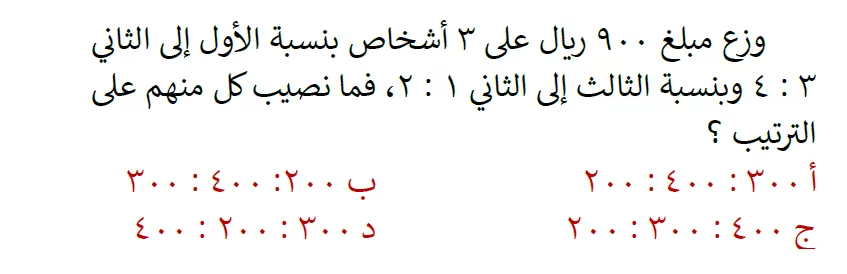 وزع مبلغ ٩٠٠ ريال على ٣ أشخاص بنسبة الأول إلى الثاني
٣ : ٤ وبنسبة الثالث إلى الثاني ١ : ٢، فما نصيب كل منهم على
الترتيب ؟
أ ٣٠٠ : ٤٠٠ : ٢٠٠ ب ٢٠٠: ٤٠٠ : ٣٠٠
ج ٤٠٠ : ٣٠٠ : ٢٠٠ د ٣٠٠ : ٢٠٠ : ٤٠٠